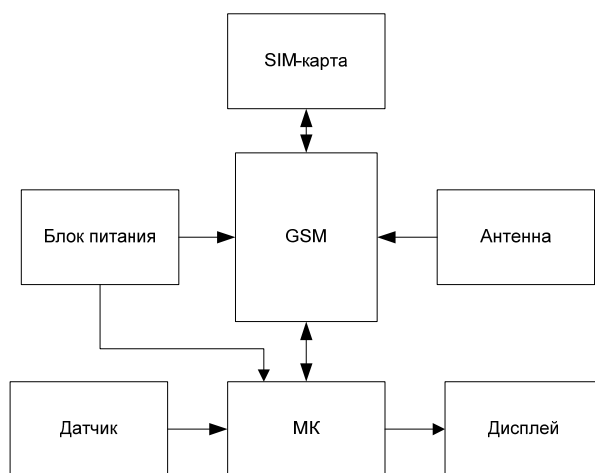 SIM-карта
Блок питания
GSM
Антенна
Датчик
МК
Дисплей